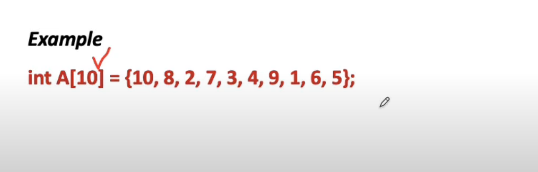 Example
int A[10] = {10, 8, 2, 7, 3, 4, 9, 1, 6, 5};